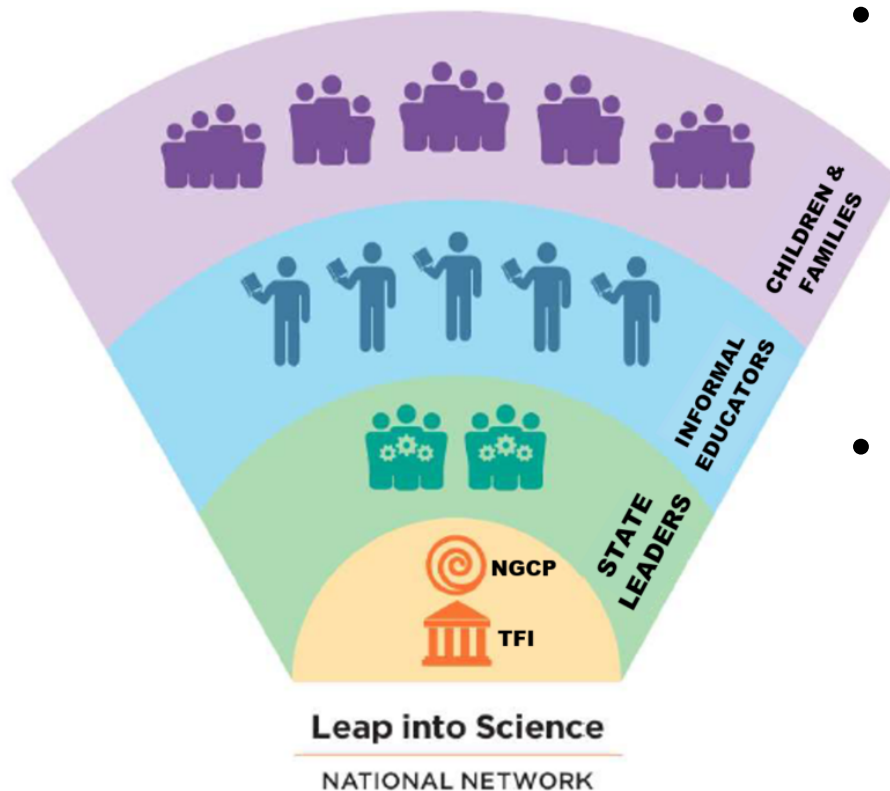 CHILDREN &
FAMILIES
INFORMAL
EDUCATORS
STATE
LEADERS
NGCP
TFI
Leap into Science
NATIONAL NETWORK